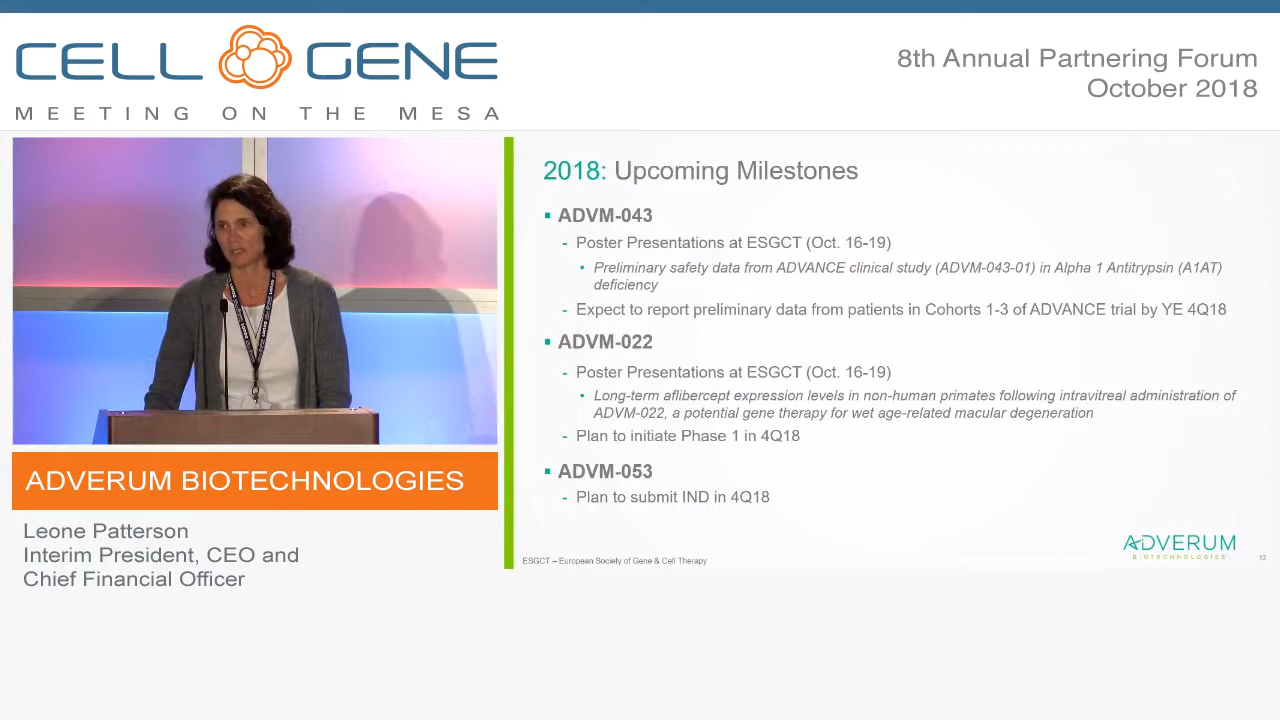 CELL GENE
MEETING ON THE MESA
8th Annual Partnering Forum
October 2018
2018: Upcoming Milestones
▪ ADVM-043
- Poster Presentations at ESGCT (Oct. 16-19)
• Preliminary safety data from ADVANCE clinical study (ADVM-043-01) in Alpha 1 Antitrypsin (A1AT)
deficiency
- Expect to report preliminary data from patients in Cohorts 1-3 of ADVANCE trial by YE 4Q18
▪ ADVM-022
- Poster Presentations at ESGCT (Oct. 16-19)
• Long-term aflibercept expression levels in non-human primates following intravitreal administration of
ADVM-022, a potential gene therapy for wet age-related macular degeneration
- Plan to initiate Phase 1 in 4Q18
▪ ADVM-053
- Plan to submit IND in 4Q18
ESGCT – European Society of Gene & Cell Therapy
ADVERUM
BIOTECHNOLOGIES
12
ADVERUM BIOTECHNOLOGIES
Leone Patterson
Interim President, CEO and
Chief Financial Officer